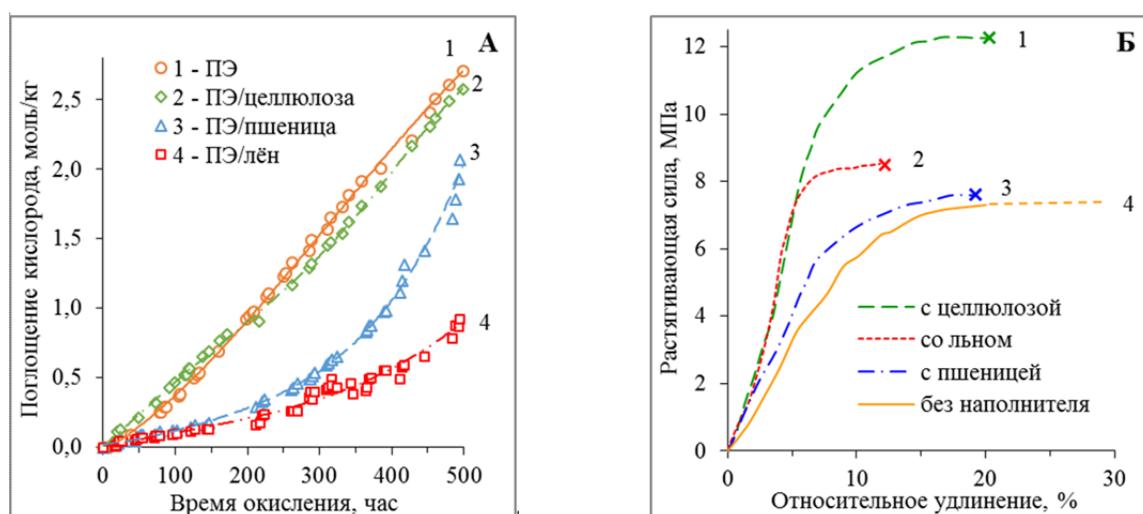 А
1
1 - ПЭ
2 - ПЭ/целлюлоза
3 - ПЭ/пшеница
4 - ПЭ/лён
2
3
4
Поглощение кислорода, моль/кг
2,5
2,0
1,5
1,0
0,5
0,0
0 100 200 300 400 500
Время окисления, час
Б
1
2
3
4
Растягивающая сила, МПа
12
10
8
6
4
2
0
с целлюлозой
со льном
с пшеницей
без наполнителя
0 10 20 30
Относительное удлинение, %